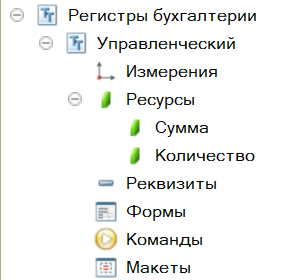 Регистры бухгалтерии
Управленческий
Измерения
Ресурсы
Сумма
Количество
Реквизиты
Формы
Команды
Макеты